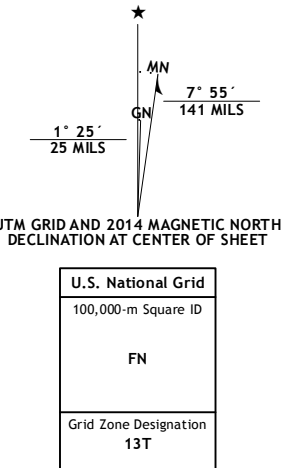 ★
MN
7° 55´
141 MILS
GN
1° 25´
25 MILS
UTM GRID AND 2014 MAGNETIC NORTH
DECLINATION AT CENTER OF SHEET
U.S. National Grid
100,000-m Square ID
FN
Grid Zone Designation
13T